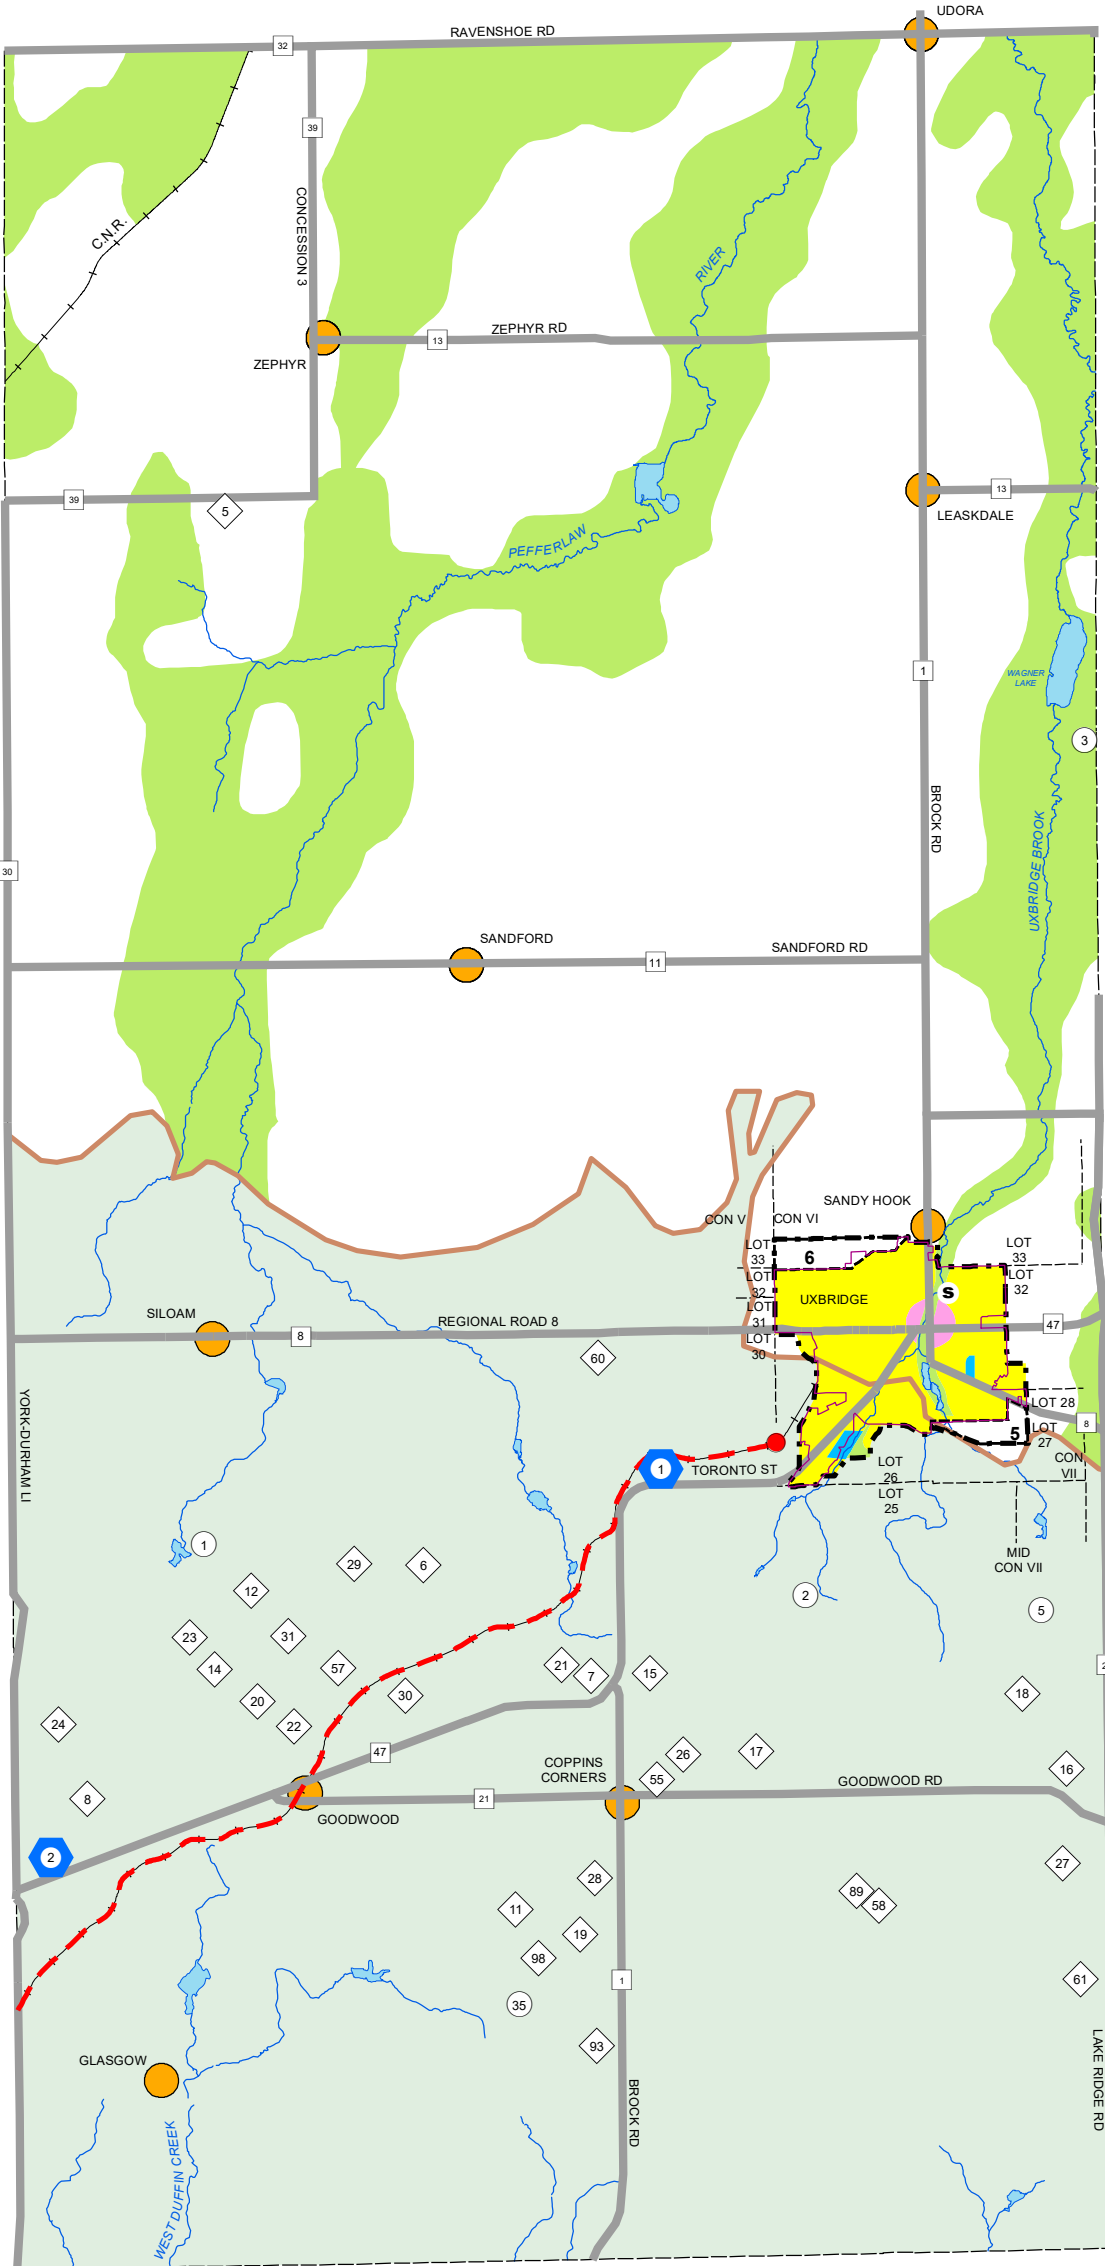 UDORA
RAVENSHOE RD
32
39
C.N.R.
CONCESSION 3
RIVER
ZEPHYR RD
13
ZEPHYR
39
5
13
LEASKDALE
PEFFERLAW
1
WAGNER
LAKE
3
BROCK RD
UXBRIDGE BROOK
30
SANDFORD
SANDFORD RD
11
SANDY HOOK
CON V
CON VI
LOT
33
6
LOT
33
LOT
32
LOT
32
S
UXBRIDGE
LOT
31
SILOAM
8
REGIONAL ROAD 8
47
LOT
30
60
YORK-DURHAM LI
LOT 28
8
5
LOT
27
CON
VII
1
TORONTO ST
LOT
26
LOT
25
MID
CON VII
1
29
6
12
2
5
23
31
14
57
21
7
15
20
30
18
24
22
47
COPPINS
CORNERS
26
17
55
16
GOODWOOD RD
8
21
GOODWOOD
2
28
27
89
58
11
19
98
1
61
35
93
GLASGOW
LAKE RIDGE RD
BROCK RD
WEST DUFFIN CREEK